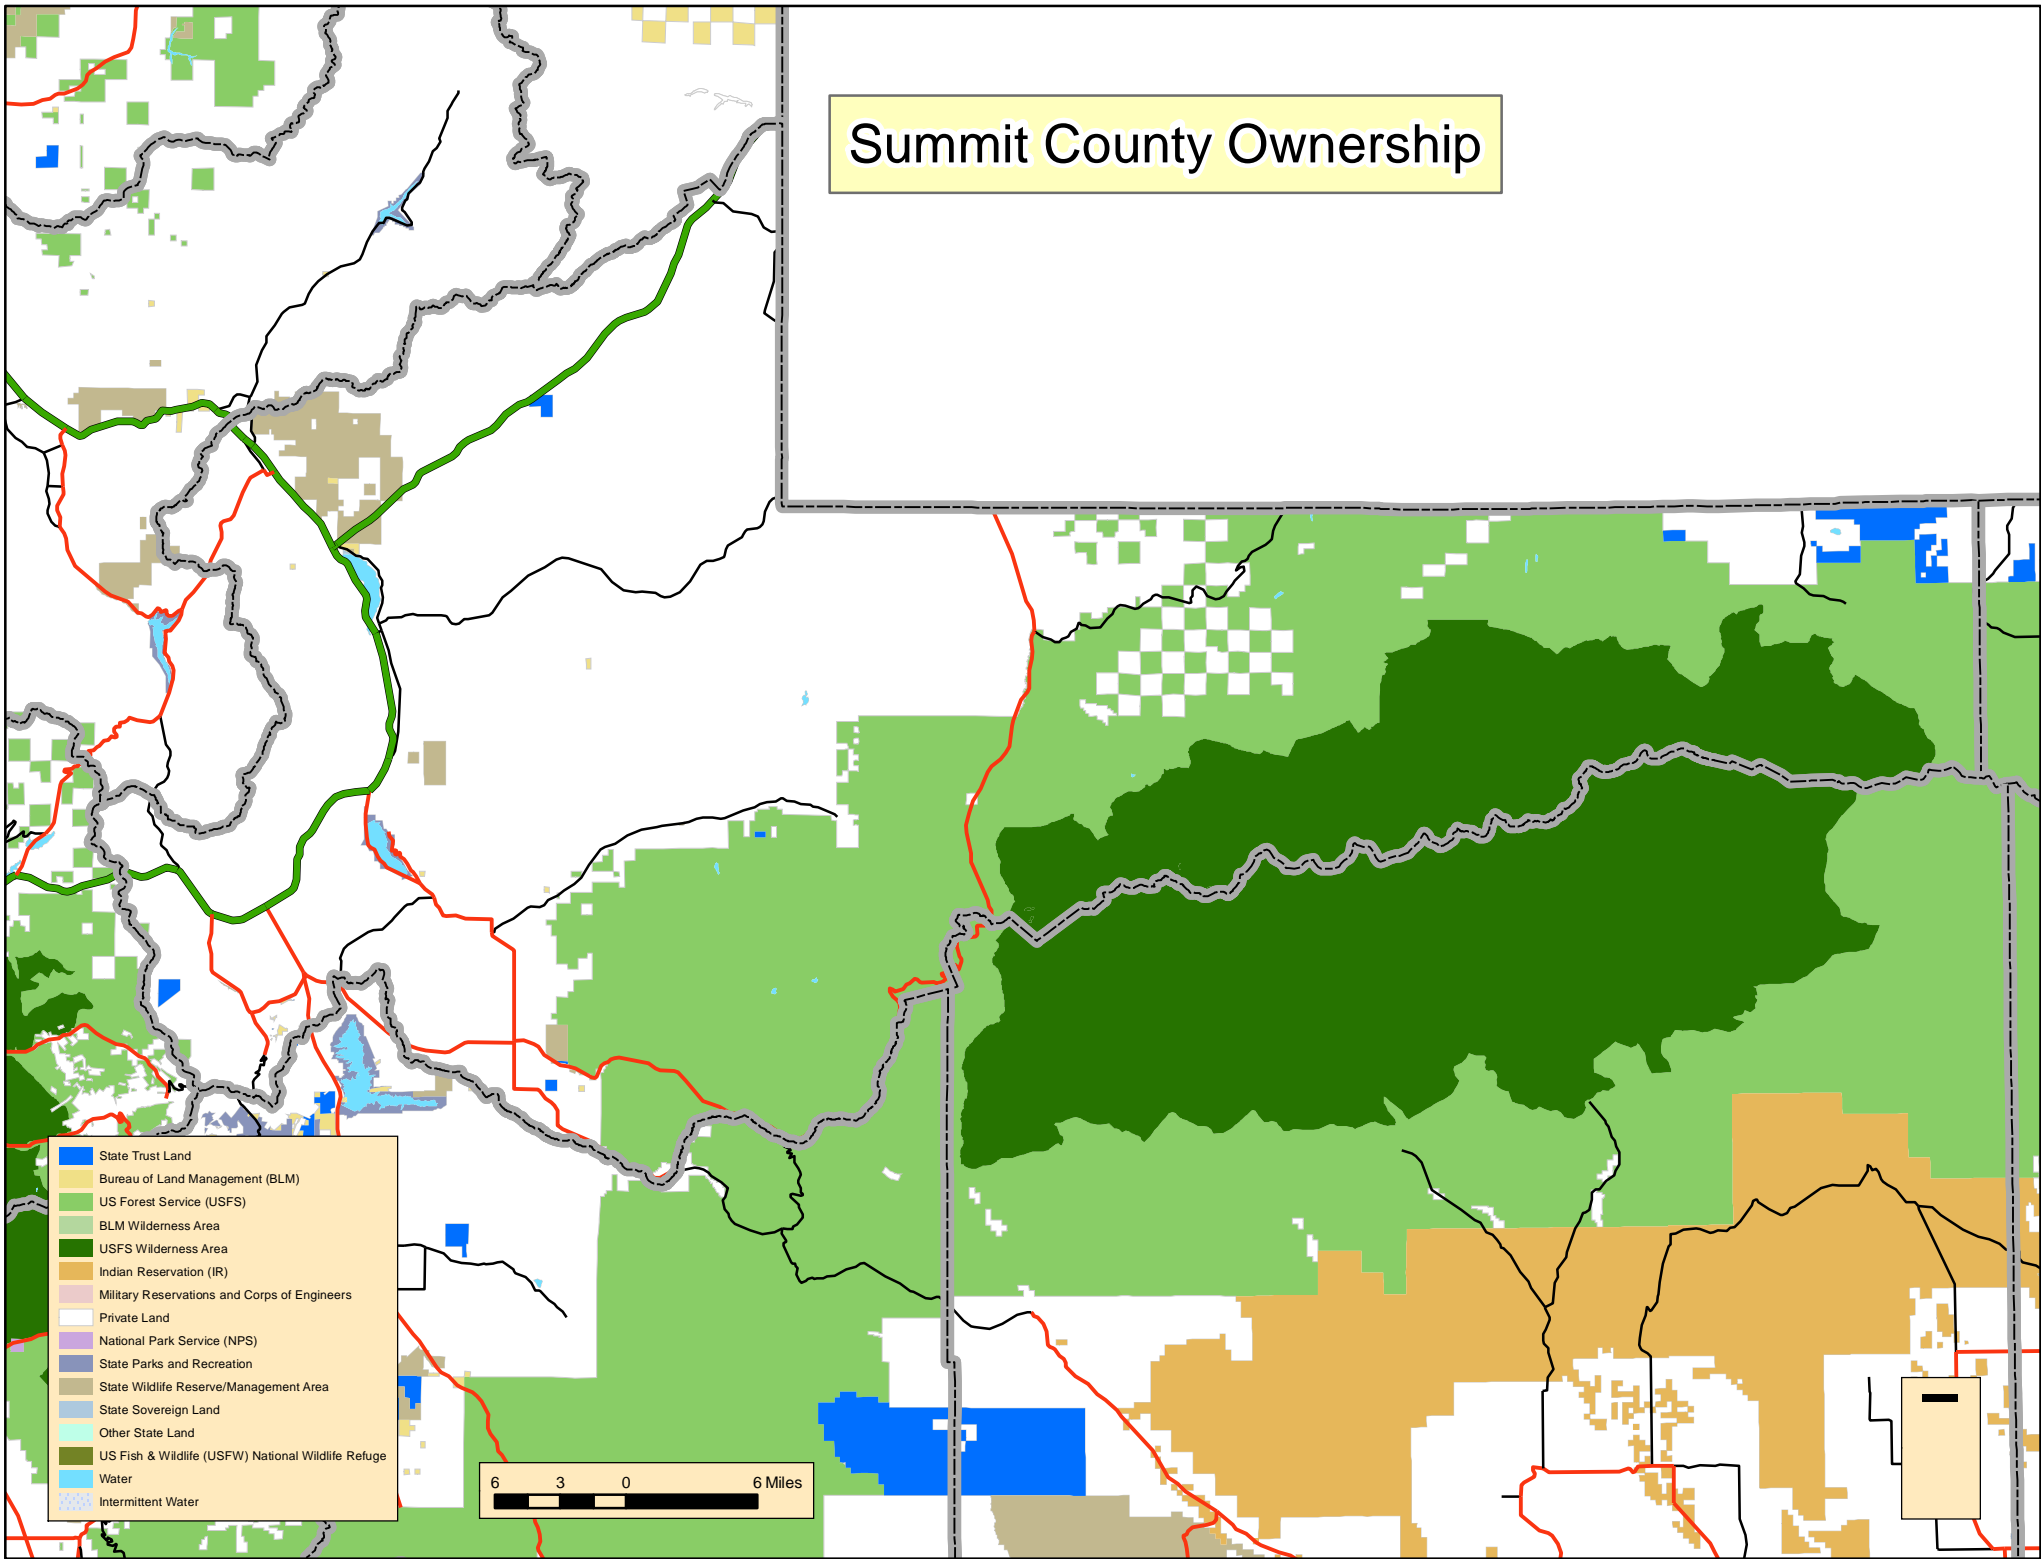 Summit County Ownership
State Trust Land
Bureau of Land Management (BLM)
US Forest Service (USFS)
BLM Wilderness Area
USFS Wilderness Area
Indian Reservation (IR)
Military Reservations and Corps of Engineers
Private Land
National Park Service (NPS)
State Parks and Recreation
State Wildlife Reserve/Management Area
State Sovereign Land
Other State Land
US Fish & Wildlife (USFW) National Wildlife Refuge
Water
Intermittent Water
6 3 0 6 Miles